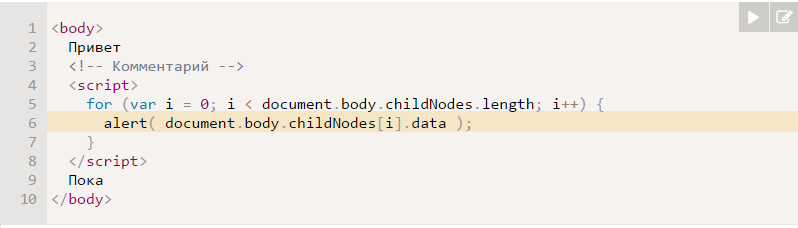 1 <body>
2   Привет
3   <!-- Комментарий -->
4   <script>
5     for (var i = 0; i < document.body.childNodes.length; i++) {
6       alert( document.body.childNodes[i].data );
7     }
8   </script>
9   Пока
10 </body>